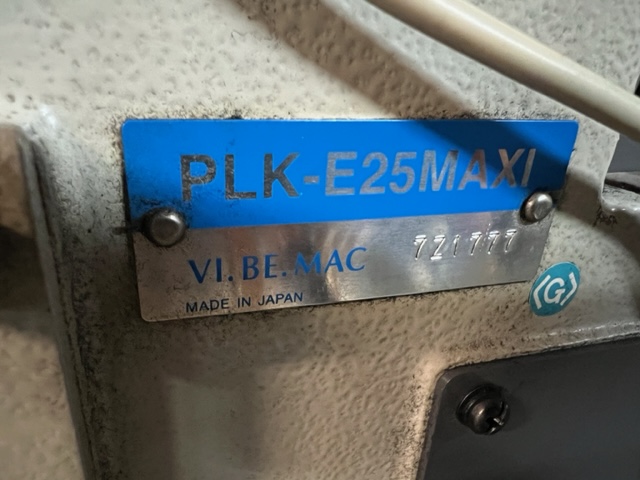 PLK-E25MAXI
VI.BE.MAC 721777
MADE IN JAPAN
(G)